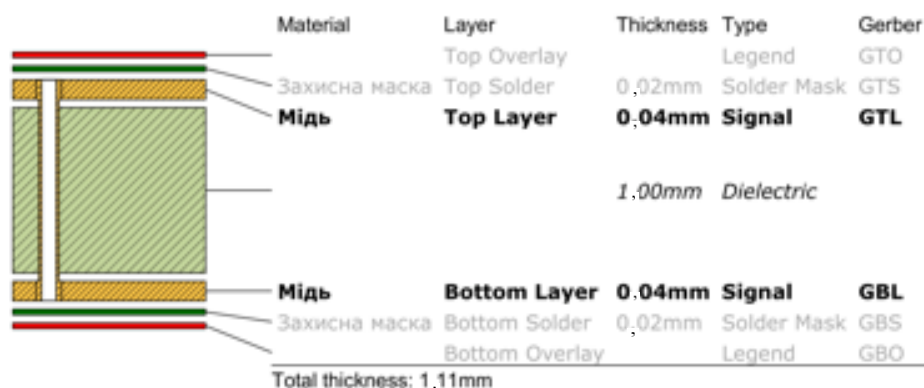 Material Layer Thickness Type Gerber
Top Overlay Legend GTO
Захисна маска Top Solder 0,02mm Solder Mask GTS
Мідь Top Layer 0,04mm Signal GTL
1,00mm Dielectric
Мідь Bottom Layer 0,04mm Signal GBL
Захисна маска Bottom Solder 0,02mm Solder Mask GBS
Bottom Overlay Legend GBO
Total thickness: 1,11mm